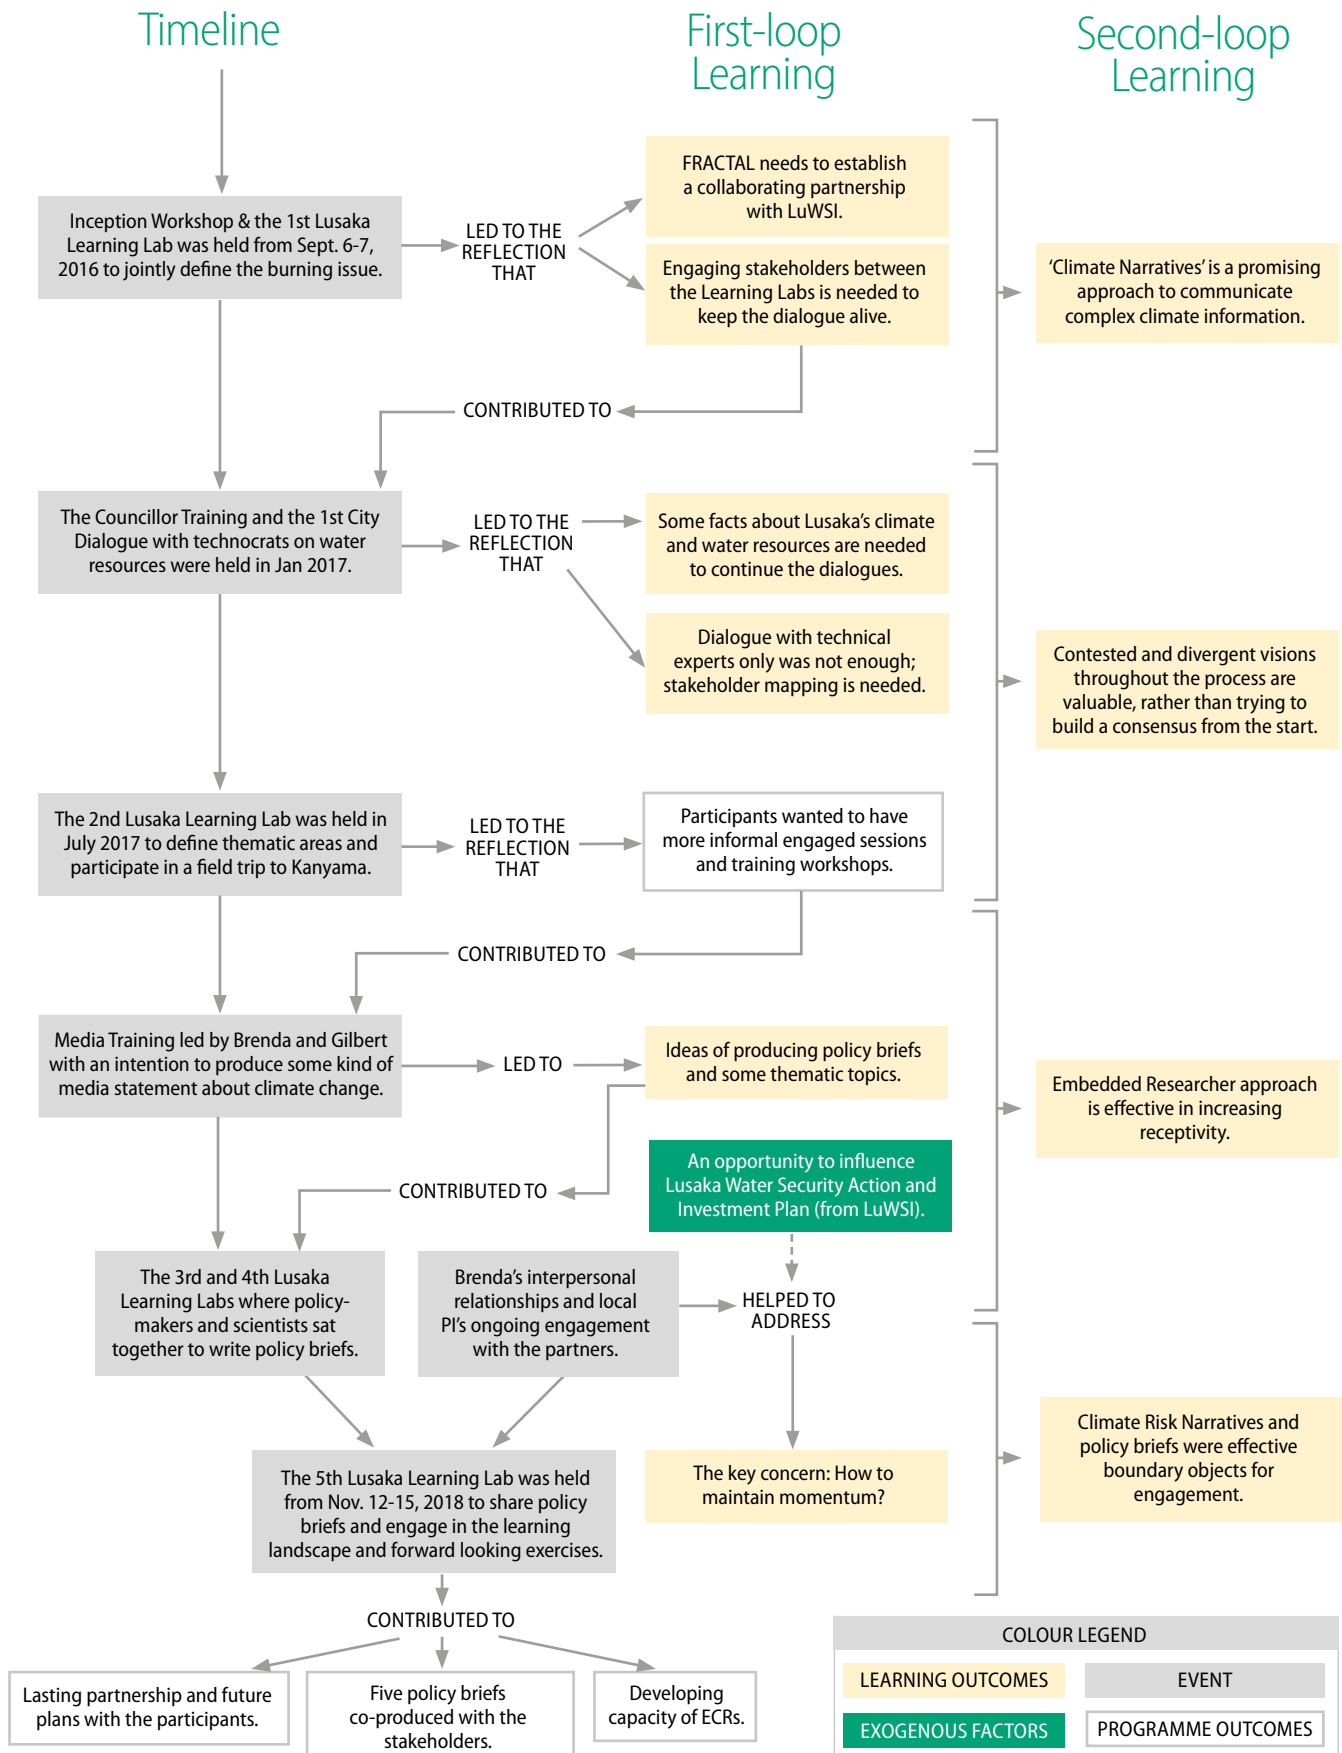 Timeline
First-loop
Learning
Second-loop
Learning
Inception Workshop & the 1st Lusaka
Learning Lab was held from Sept. 6-7,
2016 to jointly define the burning issue.
LED TO THE
REFLECTION
THAT
FRACTAL needs to establish
a collaborating partnership
with LuWSI.
Engaging stakeholders between
the Learning Labs is needed to
keep the dialogue alive.
‘Climate Narratives’ is a promising
approach to communicate
complex climate information.
CONTRIBUTED TO
The Councillor Training and the 1st City
Dialogue with technocrats on water
resources were held in Jan 2017.
LED TO THE
REFLECTION
THAT
Some facts about Lusaka’s climate
and water resources are needed
to continue the dialogues.
Dialogue with technical
experts only was not enough;
stakeholder mapping is needed.
Contested and divergent visions
throughout the process are
valuable, rather than trying to
build a consensus from the start.
The 2nd Lusaka Learning Lab was held in
July 2017 to define thematic areas and
participate in a field trip to Kanyama.
LED TO THE
REFLECTION
THAT
Participants wanted to have
more informal engaged sessions
and training workshops.
CONTRIBUTED TO
Media Training led by Brenda and Gilbert
with an intention to produce some kind of
media statement about climate change.
LED TO
Ideas of producing policy briefs
and some thematic topics.
Embedded Researcher approach
is effective in increasing
receptivity.
CONTRIBUTED TO
An opportunity to influence
Lusaka Water Security Action and
Investment Plan (from LuWSI).
The 3rd and 4th Lusaka
Learning Labs where policy-
makers and scientists sat
together to write policy briefs.
Brenda’s interpersonal
relationships and local
PI’s ongoing engagement
with the partners.
HELPED TO
ADDRESS
The 5th Lusaka Learning Lab was held
from Nov. 12-15, 2018 to share policy
briefs and engage in the learning
landscape and forward looking exercises.
The key concern: How to
maintain momentum?
Climate Risk Narratives and
policy briefs were effective
boundary objects for
engagement.
CONTRIBUTED TO
Lasting partnership and future
plans with the participants.
Five policy briefs
co-produced with the
stakeholders.
Developing
capacity of ECRs.
COLOUR LEGEND
LEARNING OUTCOMES
EVENT
EXOGENOUS FACTORS
PROGRAMME OUTCOMES